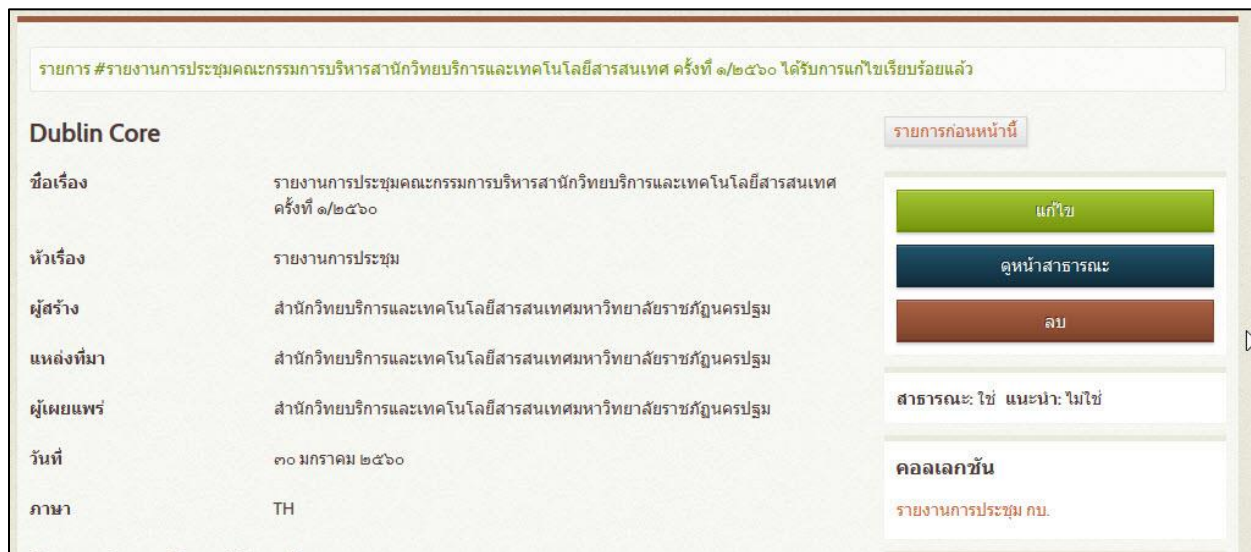 รายการ #รายงานการประชุมคณะกรรมการบริหารสานักวิทยบริการและเทคโนโลยีสารสนเทศ ครั้งที่ ๑/๒๕๖๐ ได้รับการแก้ไขเรียบร้อยแล้ว
Dublin Core
ชื่อเรื่อง รายงานการประชุมคณะกรรมการบริหารสานักวิทยบริการและเทคโนโลยีสารสนเทศ
ครั้งที่ ๑/๒๕๖๐
หัวเรื่อง รายงานการประชุม
ผู้สร้าง สำนักวิทยบริการและเทคโนโลยีสารสนเทศมหาวิทยาลัยราชภัฏนครปฐม
แหล่งที่มา สำนักวิทยบริการและเทคโนโลยีสารสนเทศมหาวิทยาลัยราชภัฏนครปฐม
ผู้เผยแพร่ สำนักวิทยบริการและเทคโนโลยีสารสนเทศมหาวิทยาลัยราชภัฏนครปฐม
วันที่ ๓๐ มกราคม ๒๕๖๐
ภาษา TH
รายการก่อนหน้านี้
แก้ไข
ดูหน้าสาธารณะ
ลบ
สาธารณะ: ใช่ แนะนำ: ไม่ใช่
คอลเลกชัน
รายงานการประชุม กบ.